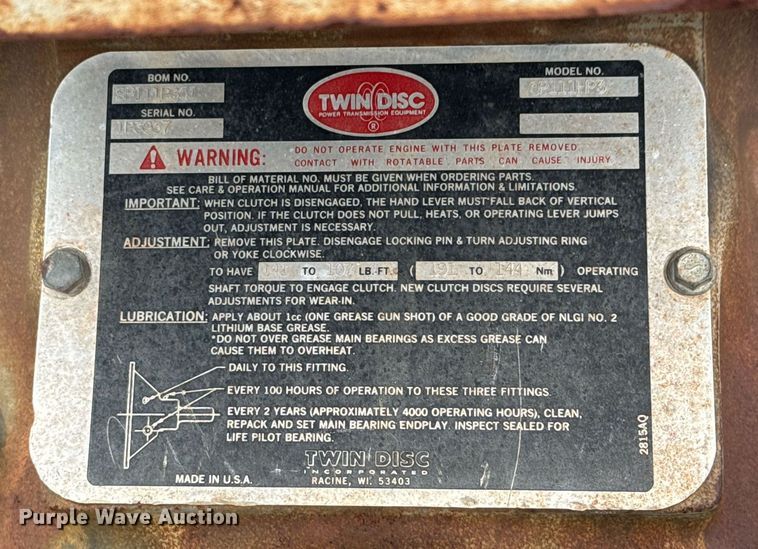 BOM NO.
MODEL NO.
TWIN DISC
POWER TRANSMISSION EQUIPMENT
®
SERIAL NO.
WARNING: DO NOT OPERATE ENGINE WITH THIS PLATE REMOVED
CONTACT WITH ROTATABLE PARTS CAN CAUSE INJURY
BILL OF MATERIAL NO. MUST BE GIVEN WHEN ORDERING PARTS.
SEE CARE & OPERATION MANUAL FOR ADDITIONAL INFORMATION & LIMITATIONS.
IMPORTANT: WHEN CLUTCH IS DISENGAGED, THE HAND LEVER MUST FALL BACK OF VERTICAL
POSITION. IF THE CLUTCH DOES NOT PULL, HEATS, OR OPERATING LEVER JUMPS
OUT, ADJUSTMENT IS NECESSARY.
ADJUSTMENT: REMOVE THIS PLATE. DISENGAGE LOCKING PIN & TURN ADJUSTING RING
OR YOKE CLOCKWISE.
TO HAVE TO LB.-FT. ( 191 TO 144 Nm) OPERATING
SHAFT TORQUE TO ENGAGE CLUTCH. NEW CLUTCH DISCS REQUIRE SEVERAL
ADJUSTMENTS FOR WEAR-IN.
LUBRICATION: APPLY ABOUT 1cc (ONE GREASE GUN SHOT) OF A GOOD GRADE OF NLGI NO. 2
LITHIUM BASE GREASE.
*DO NOT OVER GREASE MAIN BEARINGS AS EXCESS GREASE CAN
CAUSE THEM TO OVERHEAT.
DAILY TO THIS FITTING.
EVERY 100 HOURS OF OPERATION TO THESE THREE FITTINGS.
EVERY 2 YEARS (APPROXIMATELY 4000 OPERATING HOURS), CLEAN,
REPACK AND SET MAIN BEARING ENDPLAY. INSPECT SEALED FOR
LIFE PILOT BEARING.
2815AQ
TWIN DISC
INCORPORATED
MADE IN U.S.A.
RACINE, WI. 53403
Purple Wave Auction